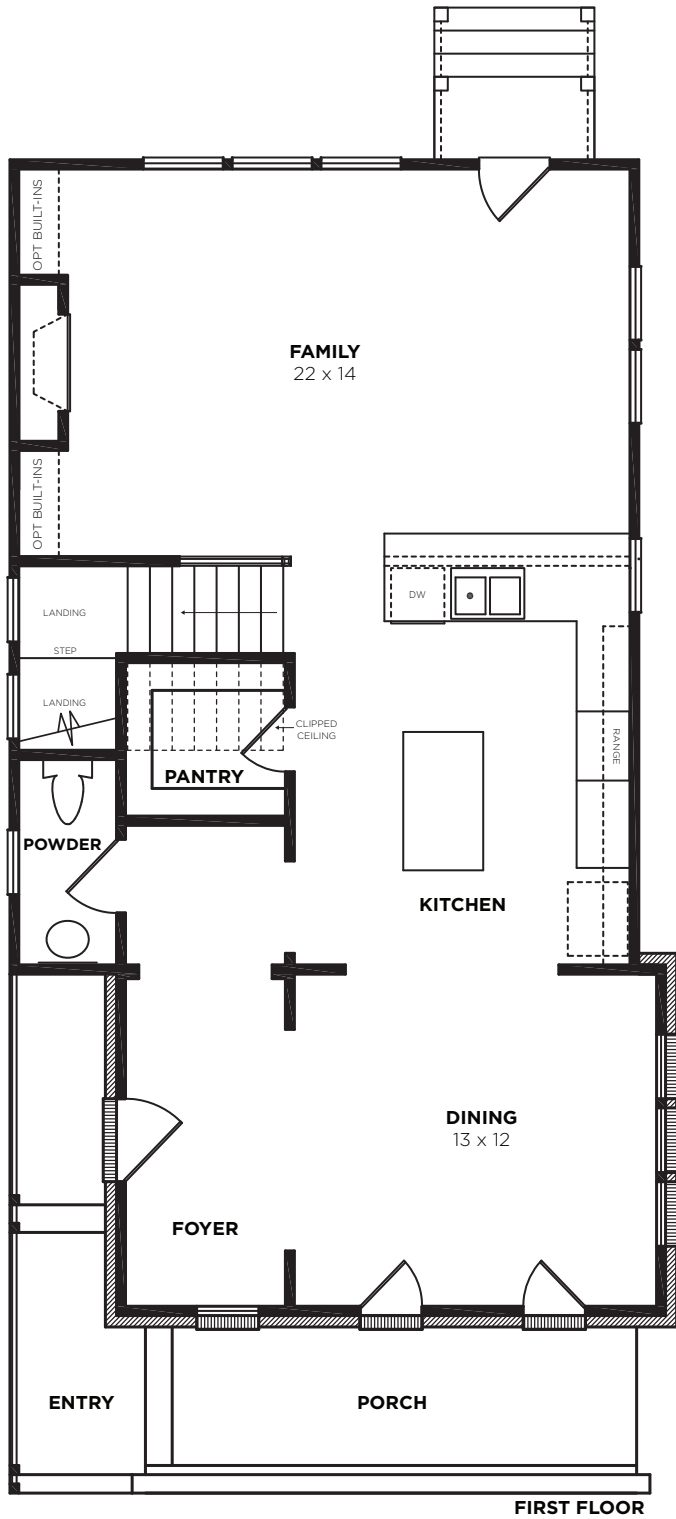 OPT BUILT-INS
FAMILY
22 x 14
OPT BUILT-INS
DW
LANDING
STEP
LANDING
CLIPPED
CEILING
RANGE
PANTRY
POWDER
KITCHEN
DINING
13 x 12
FOYER
ENTRY
PORCH
FIRST FLOOR